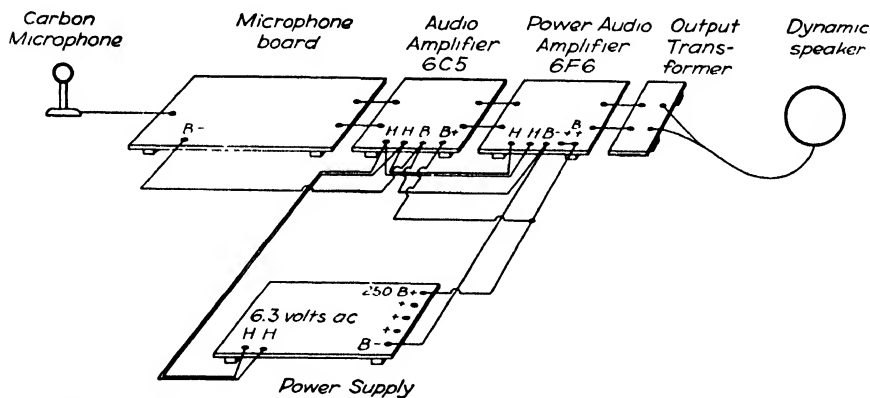 Carbon
Microphone
Microphone
board
Audio
Amplifier
6C5
Power Audio
Amplifier
6F6
Output
Trans-
former
Dynamic
speaker
B-
H H B B+
H H B- + +
B
250 B+
+
+
+
6.3 volts ac
H H
B-
Power Supply